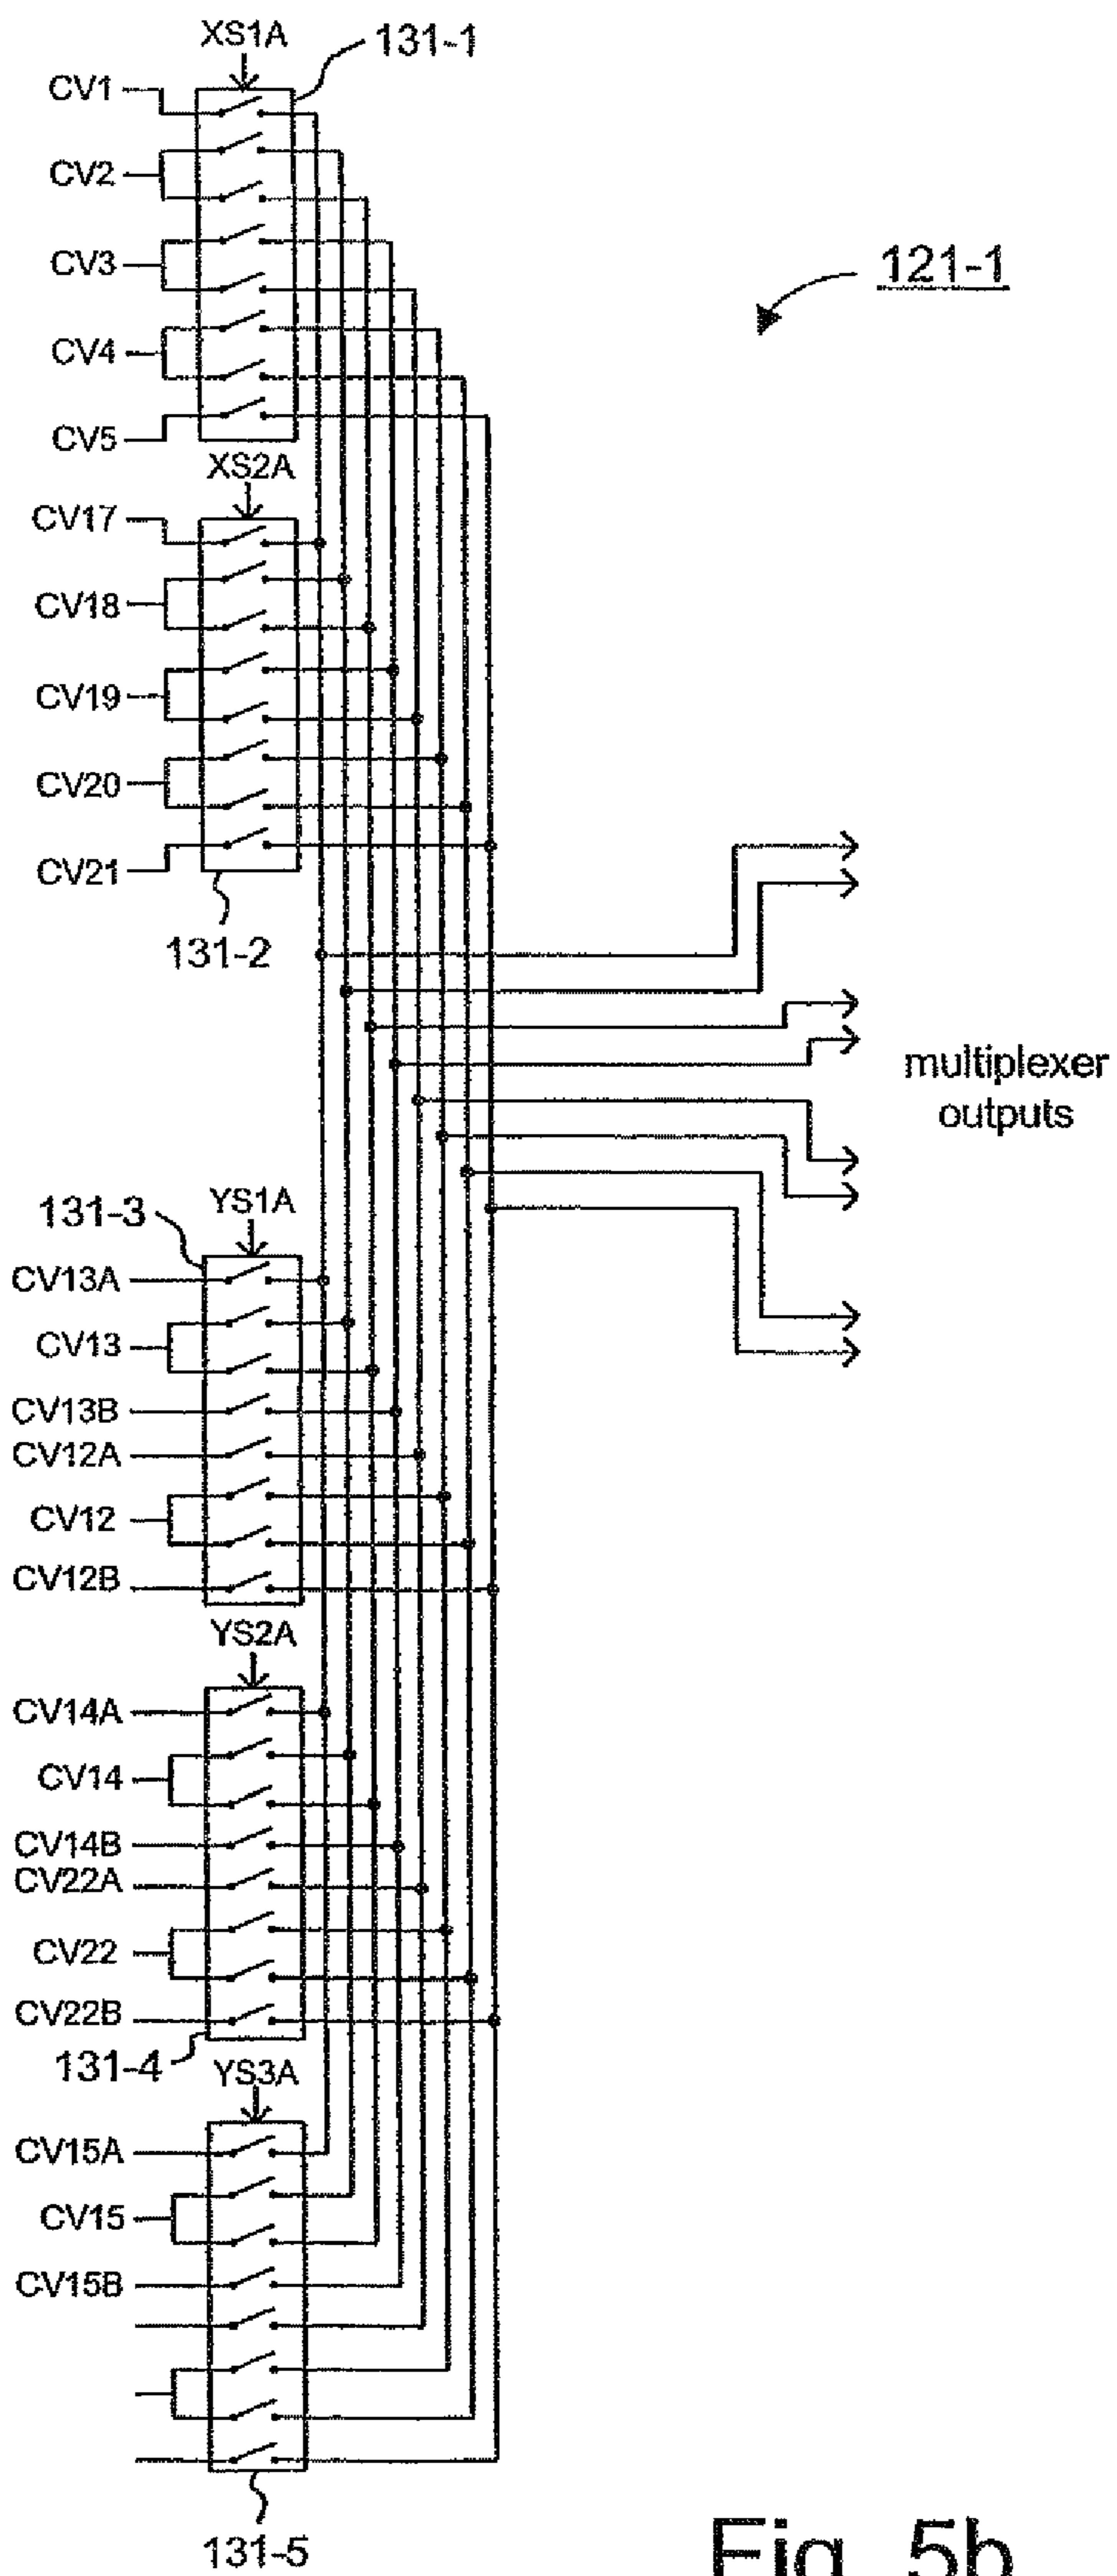 XS1A
131-1
CV1
CV2
CV3
CV4
CV5
121-1
XS2A
CV17
CV18
CV19
CV20
CV21
131-2
multiplexer
outputs
131-3
YS1A
CV13A
CV13
CV13B
CV12A
CV12
CV12B
YS2A
CV14A
CV14
CV14B
CV22A
CV22
CV22B
131-4
YS3A
CV15A
CV15
CV15B
131-5
Fig. 5b